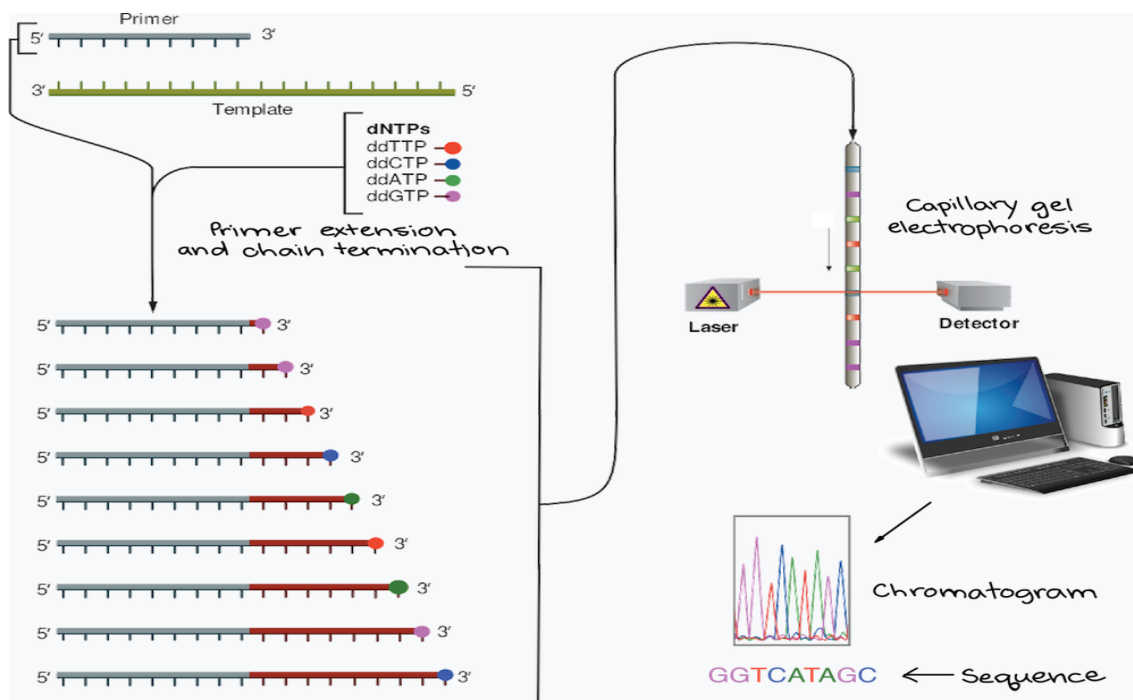 Primer
5′ 3′
3′ 5′
Template
dNTPs
ddTTP
ddCTP
ddATP
ddGTP
Primer extension
and chain termination
5′ 3′
5′ 3′
5′ 3′
5′ 3′
5′ 3′
5′ 3′
5′ 3′
5′ 3′
5′ 3′
Capillary gel
electrophoresis
Laser
Detector
Chromatogram
GGTCATAGC
Sequence